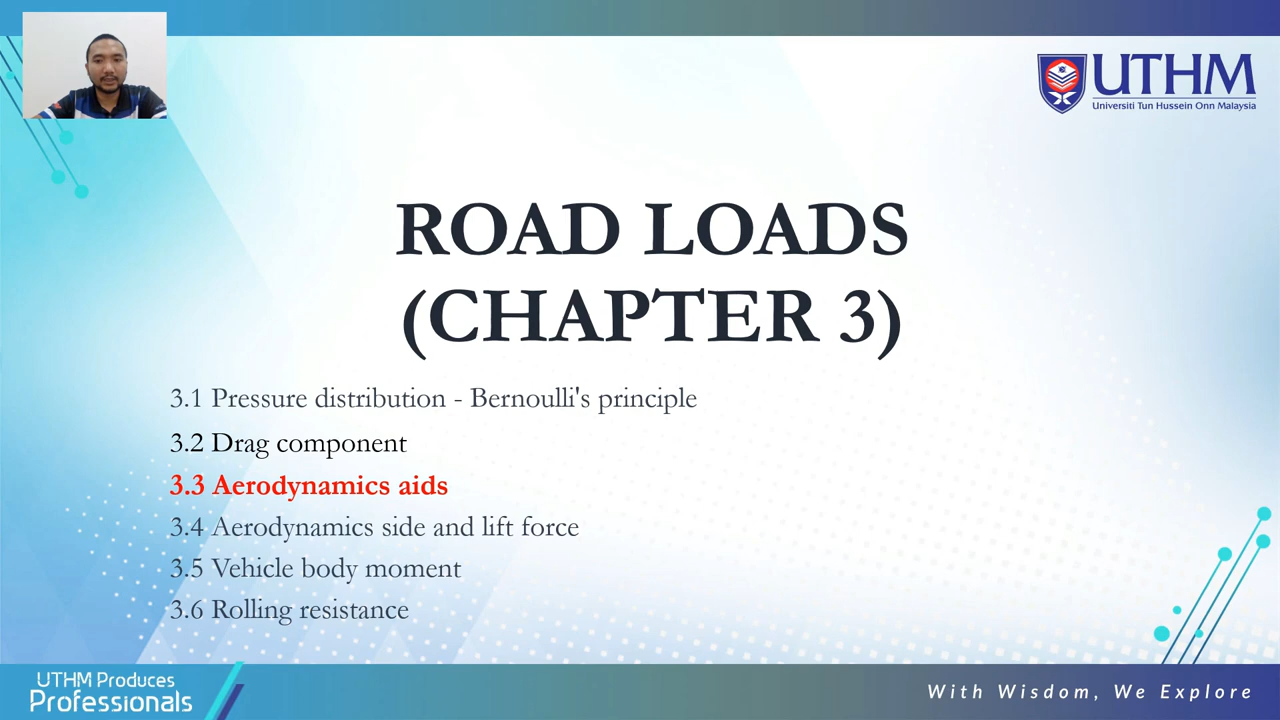 UTHM
Universiti Tun Hussein Onn Malaysia
ROAD LOADS
(CHAPTER 3)
3.1 Pressure distribution - Bernoulli's principle
3.2 Drag component
3.3 Aerodynamics aids
3.4 Aerodynamics side and lift force
3.5 Vehicle body moment
3.6 Rolling resistance
UTHM Produces
Professionals
With Wisdom, We Explore